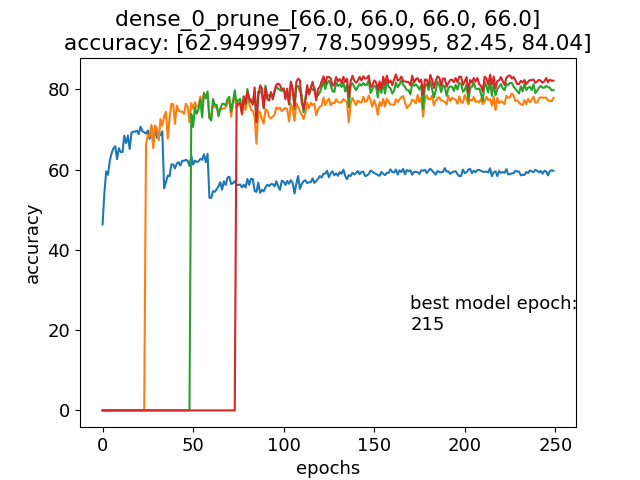 dense_0_prune_[66.0, 66.0, 66.0, 66.0]
accuracy: [62.949997, 78.509995, 82.45, 84.04]
80
60
40
20
0
accuracy
best model epoch:
215
0 50 100 150 200 250
epochs